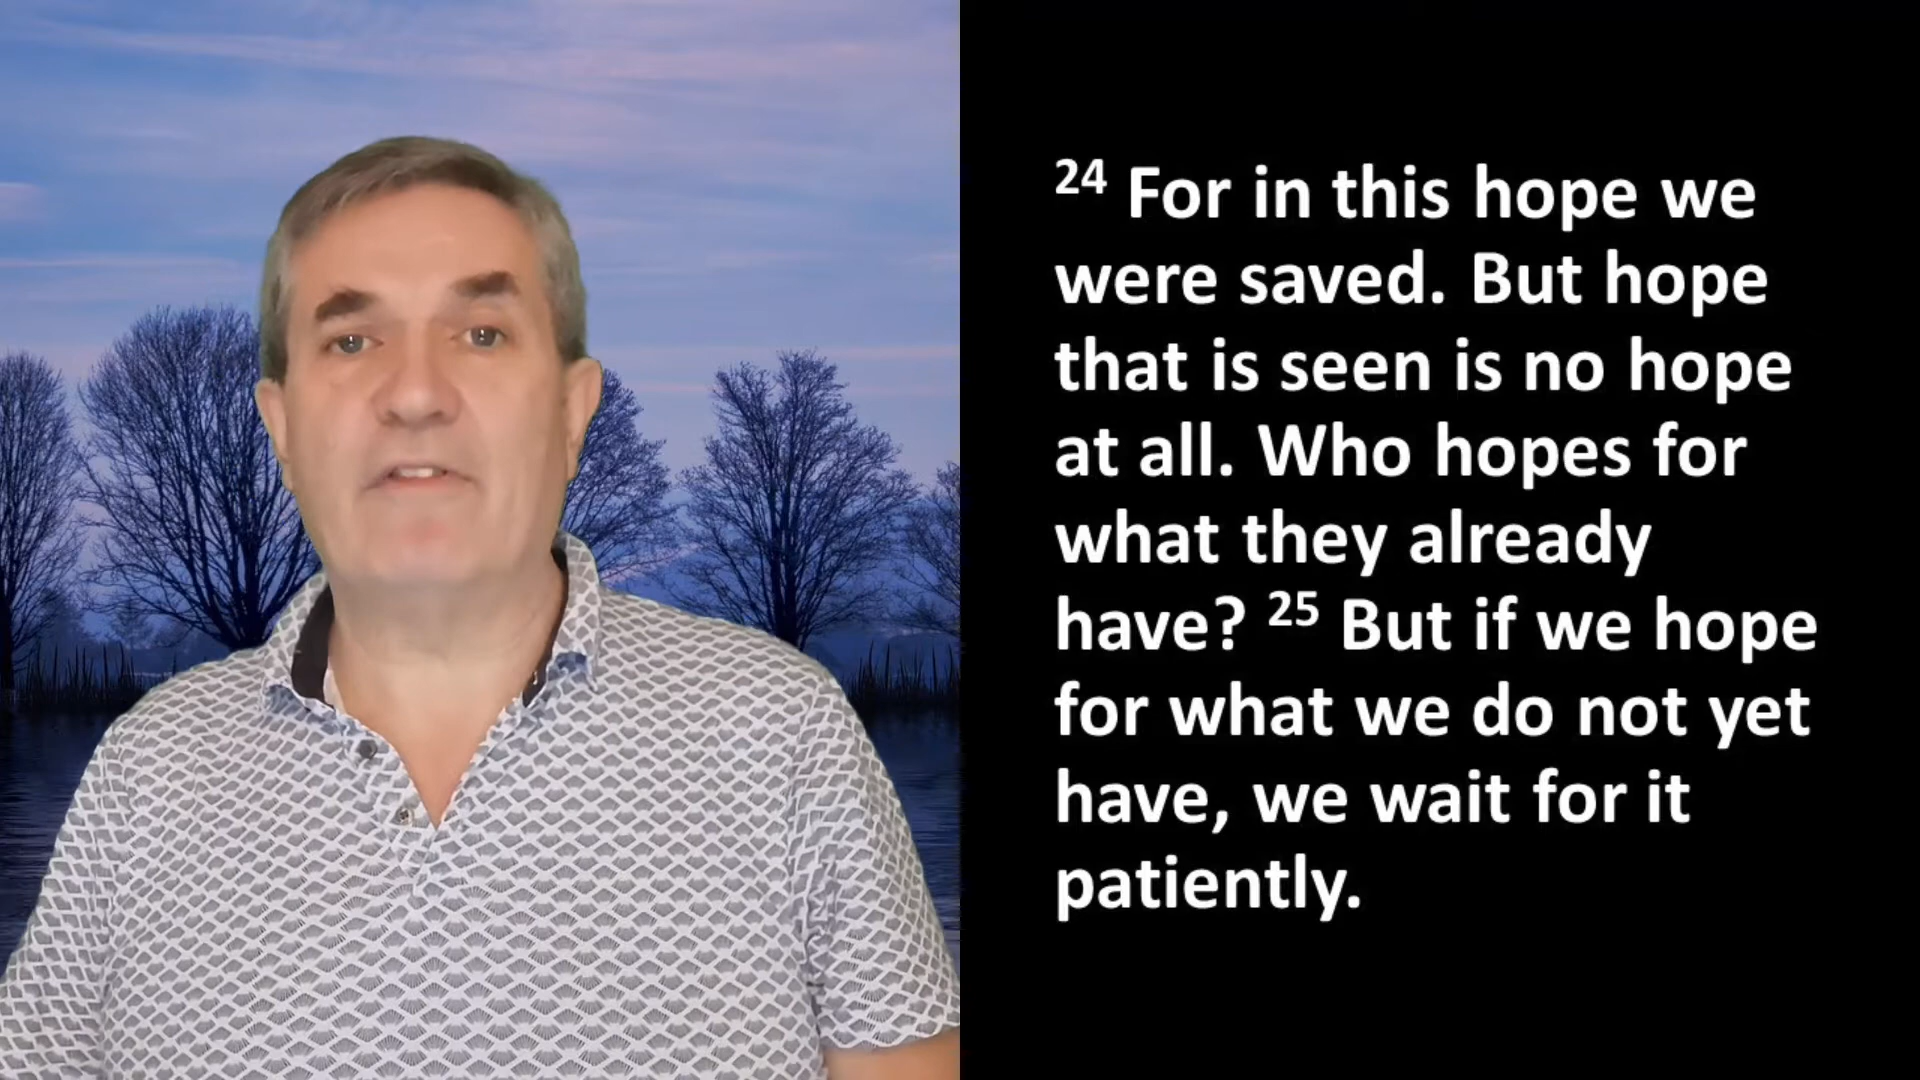 24 For in this hope we
were saved. But hope
that is seen is no hope
at all. Who hopes for
what they already
have? 25 But if we hope
for what we do not yet
have, we wait for it
patiently.